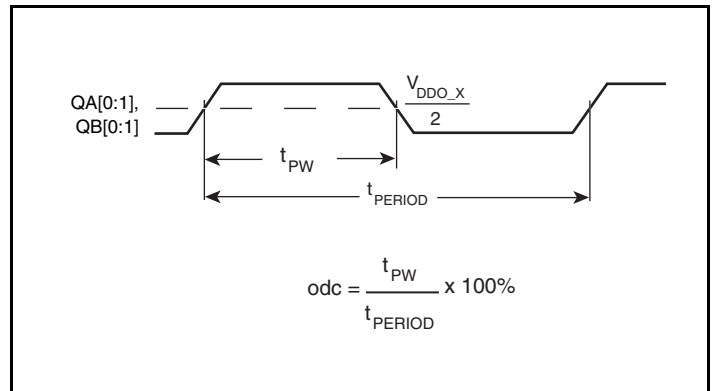 QA[0:1],
QB[0:1]
V_DDO_X
2
t_PW
t_PERIOD
odc = t_PW x 100%
t_PERIOD